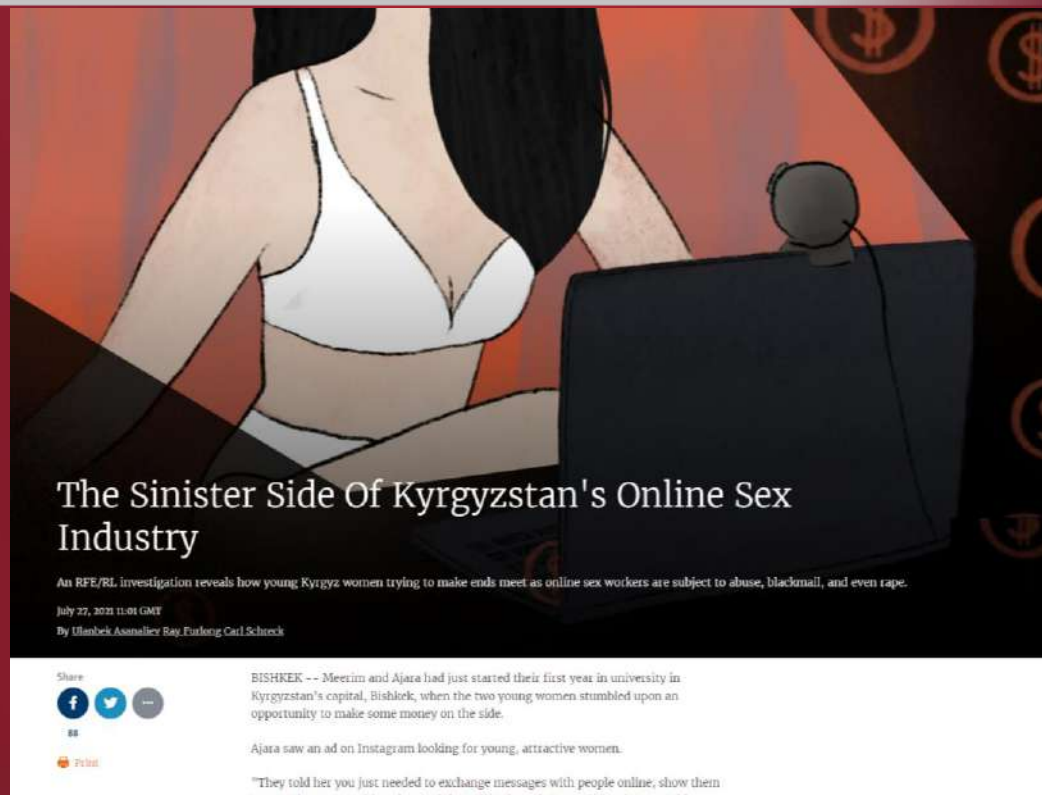 The Sinister Side Of Kyrgyzstan's Online Sex
Industry
An RFE/RL investigation reveals how young Kyrgyz women trying to make ends meet as online sex workers are subject to abuse, blackmail, and even rape.
July 27, 2021 11:01 GMT
By Ulanbek Asanaliev Ray Furlong Carl Schreck
Share
88
Print
BISHKEK -- Meerim and Ajara had just started their first year in university in
Kyrgyzstan's capital, Bishkek, when the two young women stumbled upon an
opportunity to make some money on the side.
Ajara saw an ad on Instagram looking for young, attractive women.
"They told her you just needed to exchange messages with people online, show them